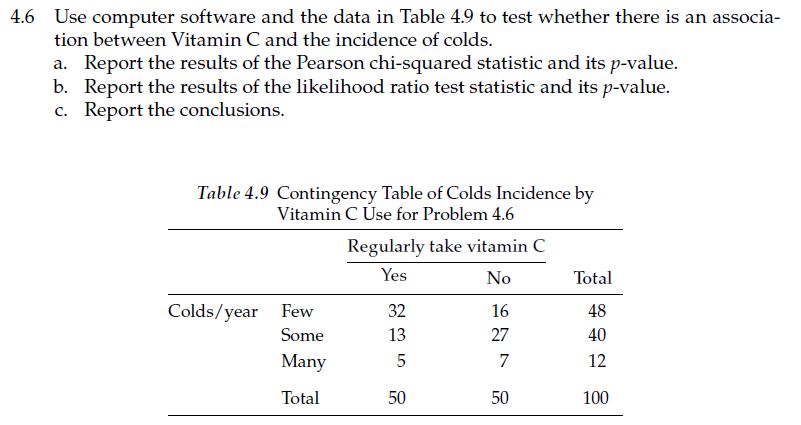 4.6 Use computer software and the data in Table 4.9 to test whether there is an associa-
tion between Vitamin C and the incidence of colds.
a. Report the results of the Pearson chi-squared statistic and its p-value.
b. Report the results of the likelihood ratio test statistic and its p-value.
c. Report the conclusions.
Table 4.9 Contingency Table of Colds Incidence by
Vitamin C Use for Problem 4.6
Regularly take vitamin C
Yes No Total
Colds/year Few 32 16 48
Some 13 27 40
Many 5 7 12
Total 50 50 100